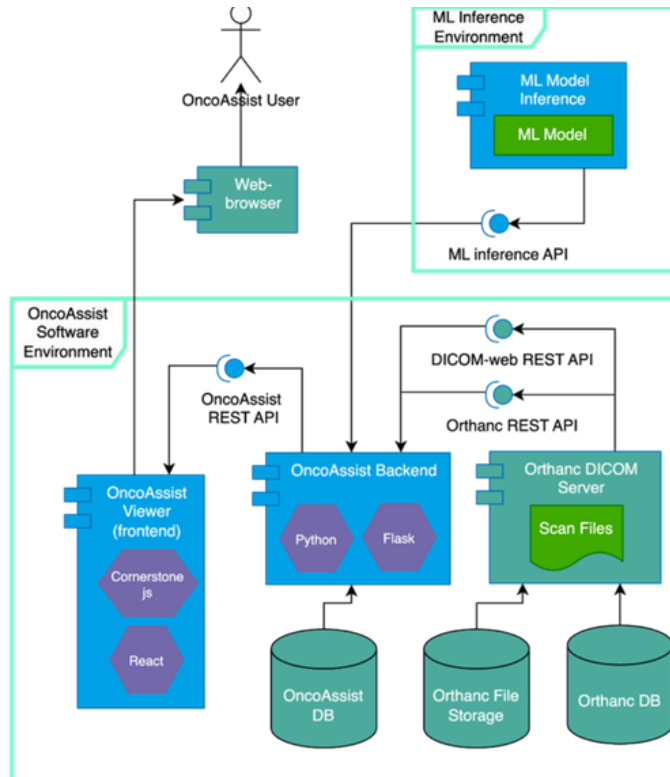 ML Inference
Environment
OncoAssist User
ML Model
Inference
ML Model
Web-
browser
ML inference API
OncoAssist
Software
Environment
DICOM-web REST API
OncoAssist
REST API
Orthanc REST API
OncoAssist
Viewer
(frontend)
Cornerstone
js
React
OncoAssist Backend
Python
Flask
Orthanc DICOM
Server
Scan Files
OncoAssist
DB
Orthanc File
Storage
Orthanc DB